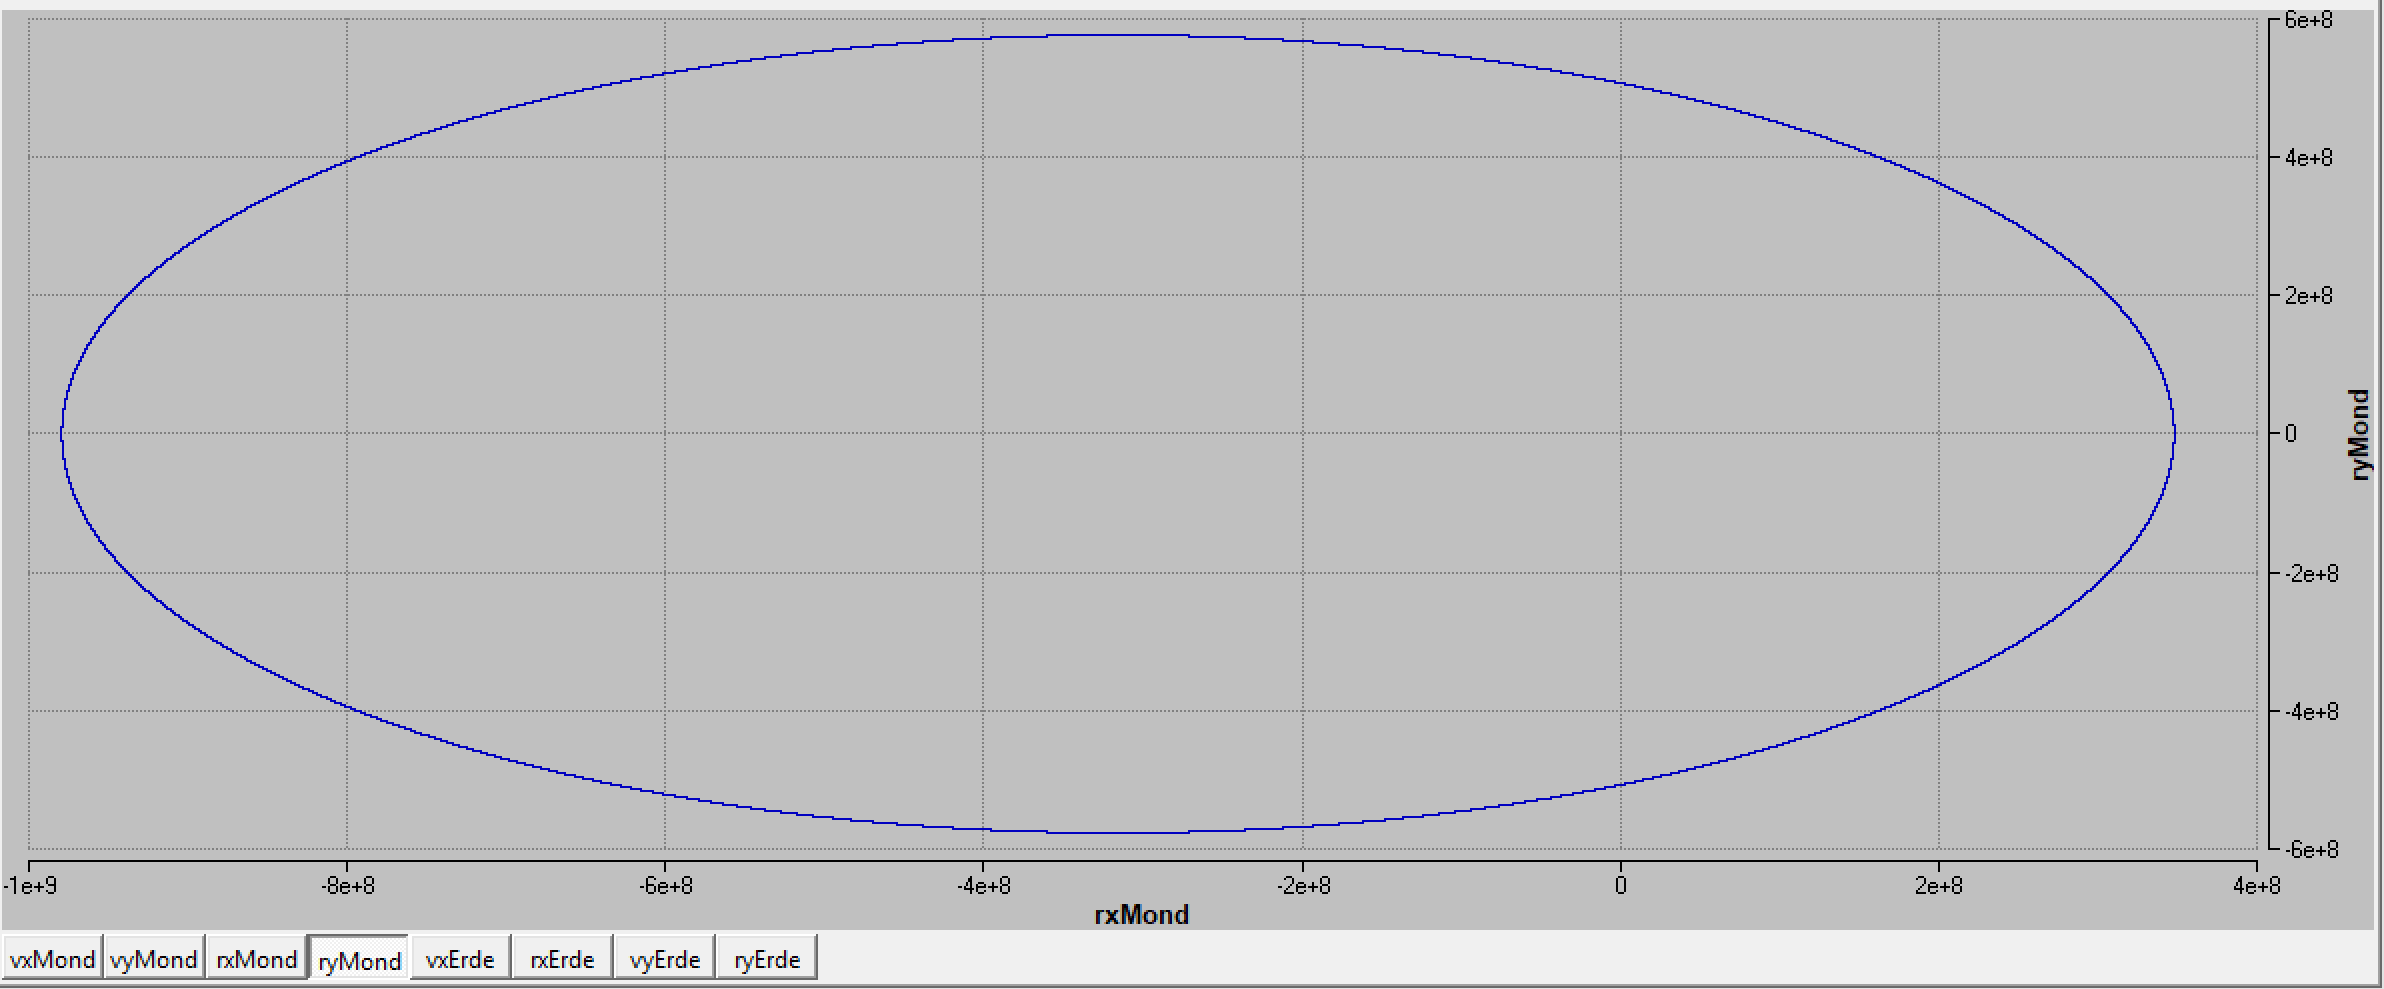 6e+8
4e+8
2e+8
0
-2e+8
-4e+8
-6e+8
ryMond
-1e+9 -8e+8 -6e+8 -4e+8 -2e+8 0 2e+8 4e+8
rxMond
vxMond vyMond rxMond ryMond vxErde rxErde vyErde ryErde